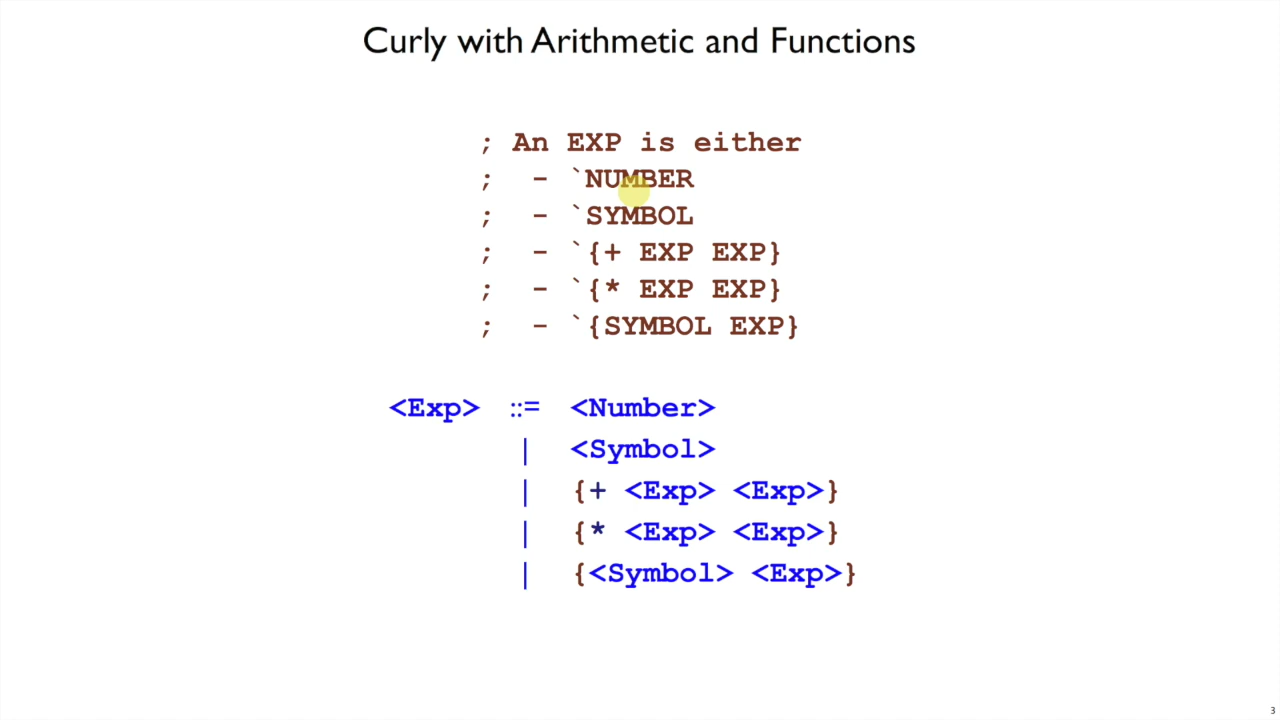 Curly with Arithmetic and Functions
; An EXP is either
;  - `NUMBER
;  - `SYMBOL
;  - `{+ EXP EXP}
;  - `{* EXP EXP}
;  - `{SYMBOL EXP}
<Exp> ::= <Number>
| <Symbol>
| {+ <Exp> <Exp>}
| {* <Exp> <Exp>}
| {<Symbol> <Exp>}
3